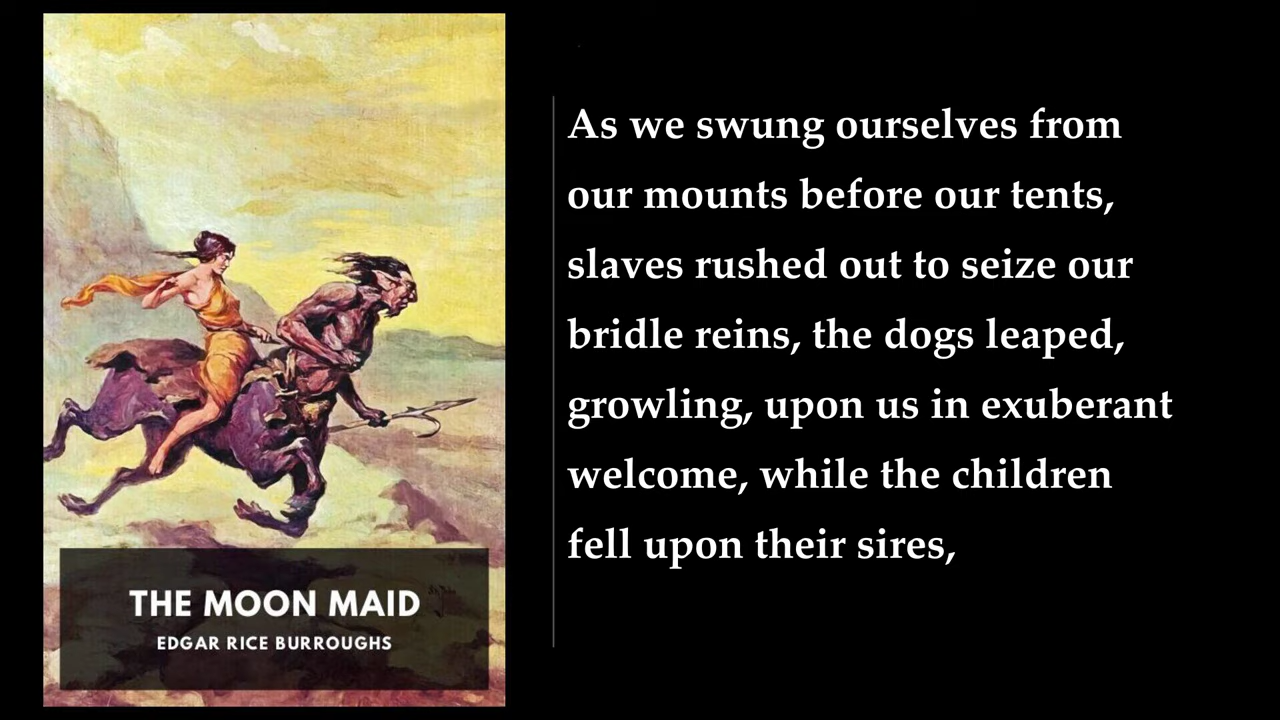 THE MOON MAID
EDGAR RICE BURROUGHS
As we swung ourselves from
our mounts before our tents,
slaves rushed out to seize our
bridle reins, the dogs leaped,
growling, upon us in exuberant
welcome, while the children
fell upon their sires,